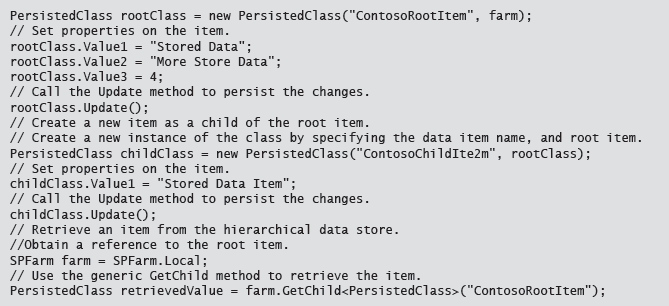 PersistedClass rootClass = new PersistedClass("ContosoRootItem", farm);
// Set properties on the item.
rootClass.Value1 = "Stored Data";
rootClass.Value2 = "More Store Data";
rootClass.Value3 = 4;
// Call the Update method to persist the changes.
rootClass.Update();
// Create a new item as a child of the root item.
// Create a new instance of the class by specifying the data item name, and root item.
PersistedClass childClass = new PersistedClass("ContosoChildIte2m", rootClass);
// Set properties on the item.
childClass.Value1 = "Stored Data Item";
// Call the Update method to persist the changes.
childClass.Update();
// Retrieve an item from the hierarchical data store.
//Obtain a reference to the root item.
SPFarm farm = SPFarm.Local;
// Use the generic GetChild method to retrieve the item.
PersistedClass retrievedValue = farm.GetChild<PersistedClass>("ContosoRootItem");